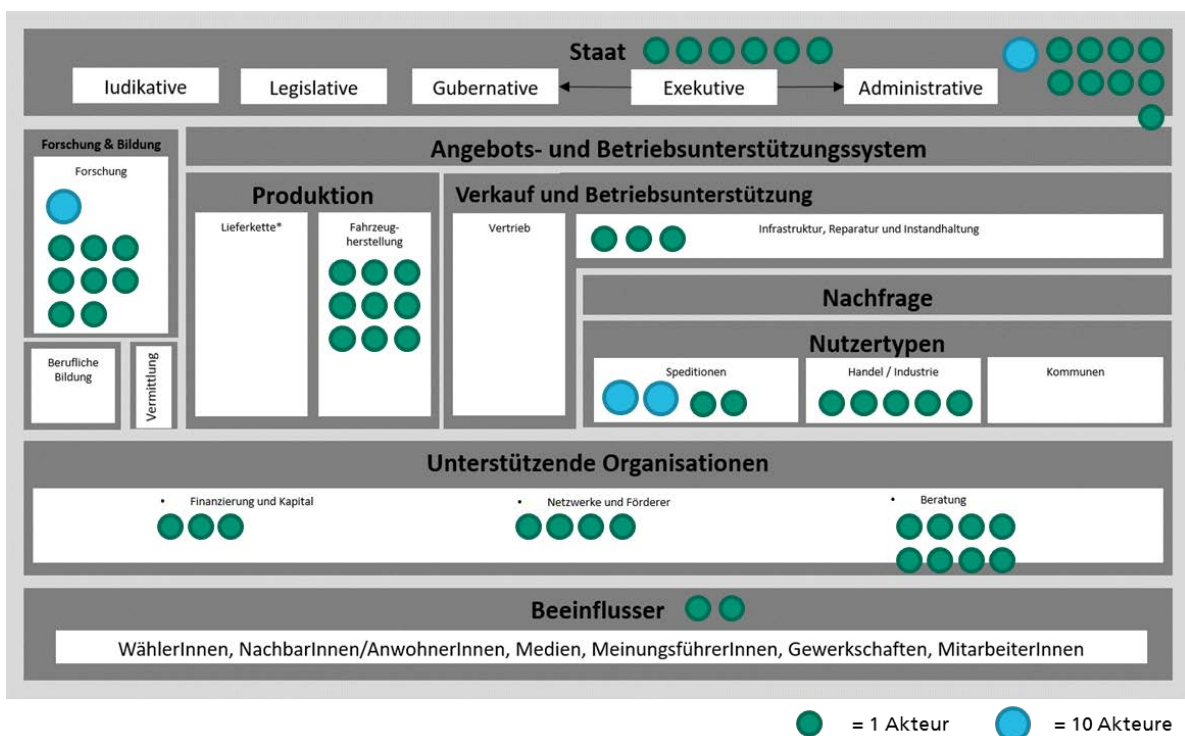 Staat
Iudikative
Legislative
Gubernative
Exekutive
Administrative
Forschung & Bildung
Forschung
Berufliche
Bildung
Vermittlung
Angebots- und Betriebsunterstützungssystem
Produktion
Lieferkette*
Fahrzeug-
herstellung
Verkauf und Betriebsunterstützung
Vertrieb
Infrastruktur, Reparatur und Instandhaltung
Nachfrage
Nutzertypen
Speditionen
Handel / Industrie
Kommunen
Unterstützende Organisationen
• Finanzierung und Kapital
• Netzwerke und Förderer
• Beratung
Beeinflusser
WählerInnen, NachbarInnen/AnwohnerInnen, Medien, MeinungsführerInnen, Gewerkschaften, MitarbeiterInnen
= 1 Akteur
= 10 Akteure